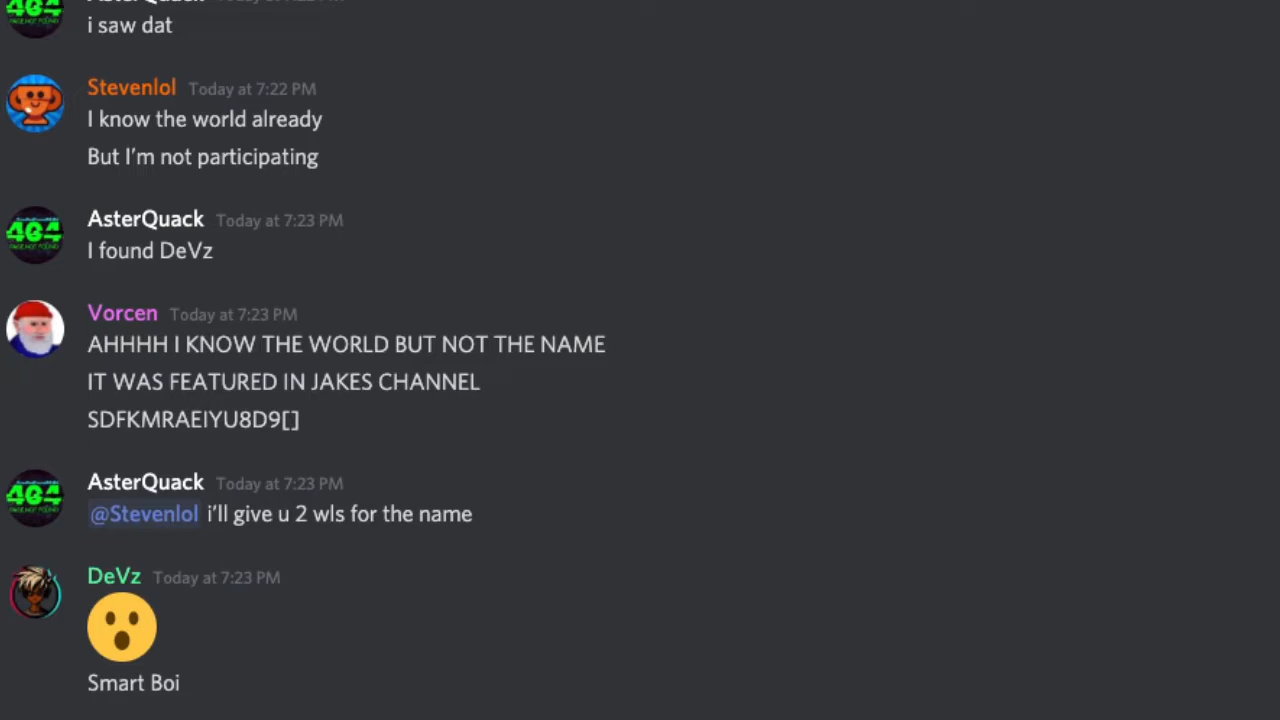 i saw dat
Stevenlol Today at 7:22 PM
I know the world already
But I'm not participating
404
AsterQuack Today at 7:23 PM
I found DeVz
Vorcen Today at 7:23 PM
AHHHH I KNOW THE WORLD BUT NOT THE NAME
IT WAS FEATURED IN JAKES CHANNEL
SDFKMRAEIYU8D9[]
404
AsterQuack Today at 7:23 PM
@Stevenlol i'll give u 2 wls for the name
DeVz Today at 7:23 PM
Smart Boi